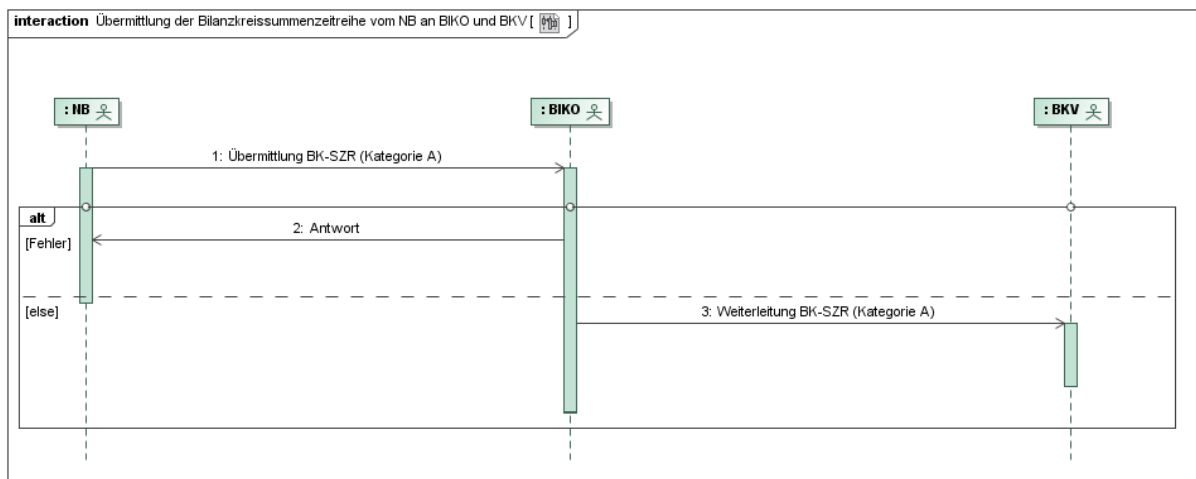 interaction Übermittlung der Bilanzkreissummenzeitreihe vom NB an BIKO und BKV [ ]
: NB
: BIKO
: BKV
1: Übermittlung BK-SZR (Kategorie A)
alt
2: Antwort
[Fehler]
[else]
3: Weiterleitung BK-SZR (Kategorie A)